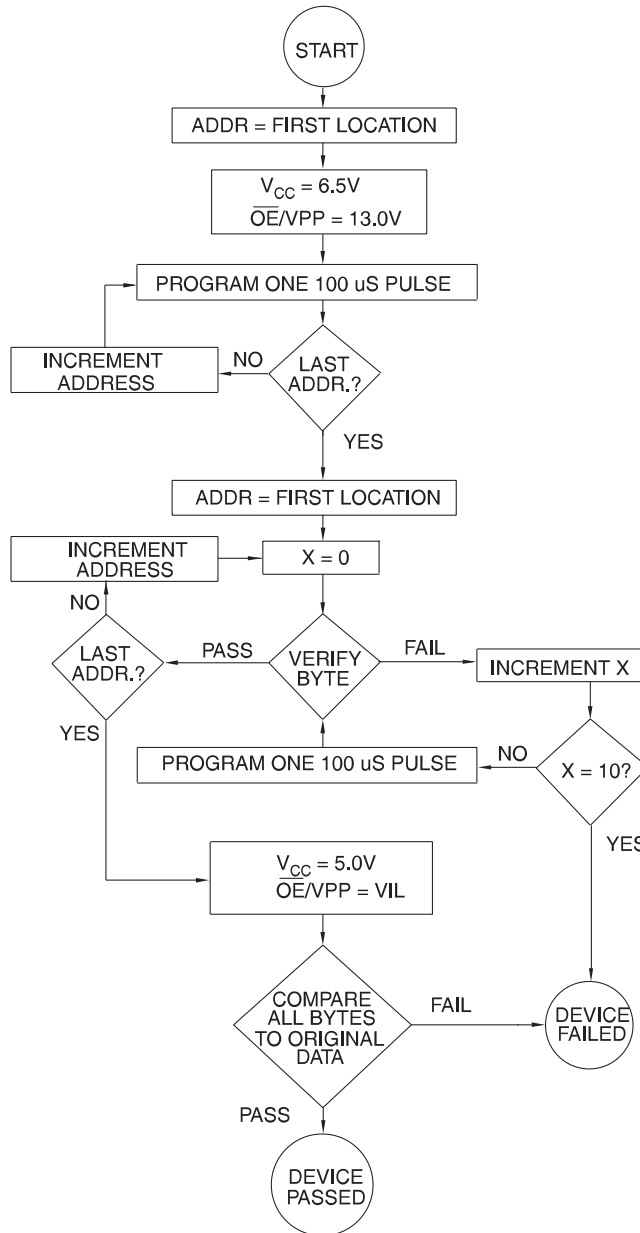 START
ADDR = FIRST LOCATION
VCC = 6.5V
OE/VPP = 13.0V
PROGRAM ONE 100 uS PULSE
INCREMENT
ADDRESS
NO
LAST
ADDR.?
YES
ADDR = FIRST LOCATION
INCREMENT
ADDRESS
X = 0
NO
LAST
ADDR.?
PASS
VERIFY
BYTE
FAIL
INCREMENT X
YES
PROGRAM ONE 100 uS PULSE
NO
X = 10?
YES
VCC = 5.0V
OE/VPP = VIL
COMPARE
ALL BYTES
TO ORIGINAL
DATA
FAIL
DEVICE
FAILED
PASS
DEVICE
PASSED